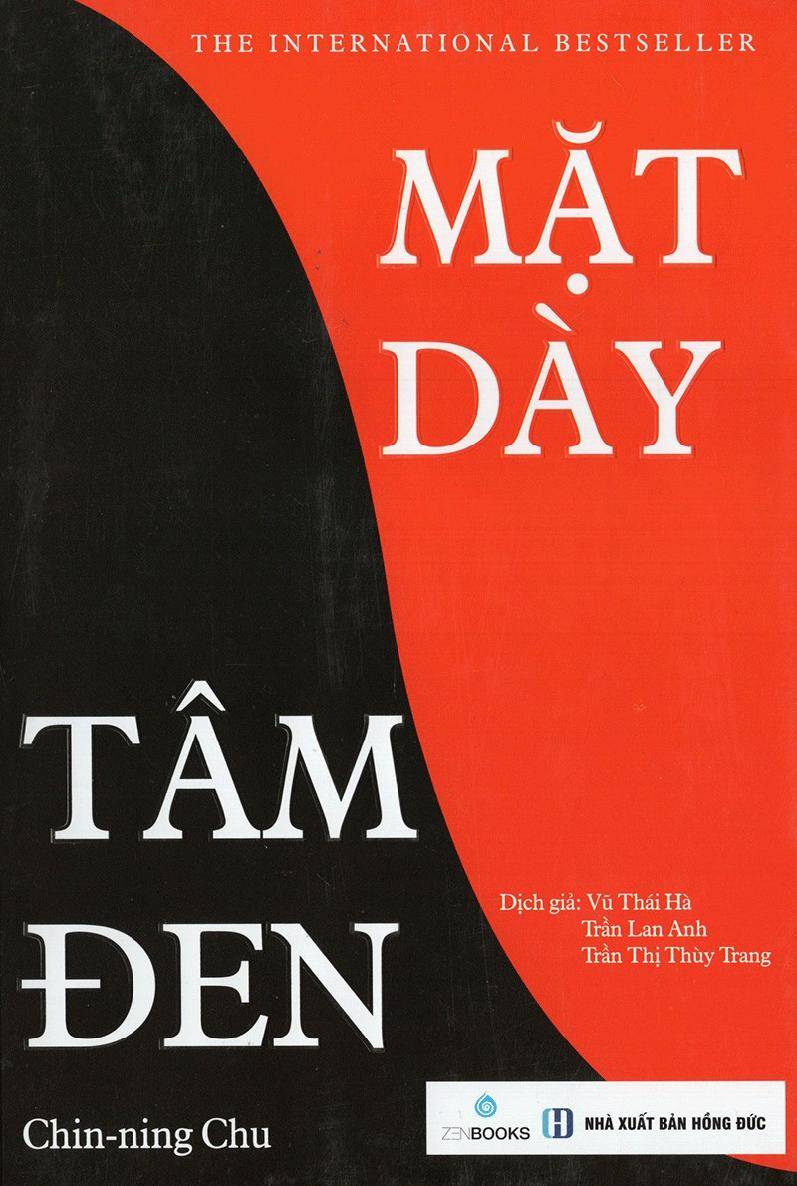 THE INTERNATIONAL BESTSELLER
MẶT
DÀY
TÂM
ĐEN
Dịch giả: Vũ Thái Hà
Trần Lan Anh
Trần Thị Thùy Trang
Chin-ning Chu
ZENBOOKS
NHÀ XUẤT BẢN HỒNG ĐỨC